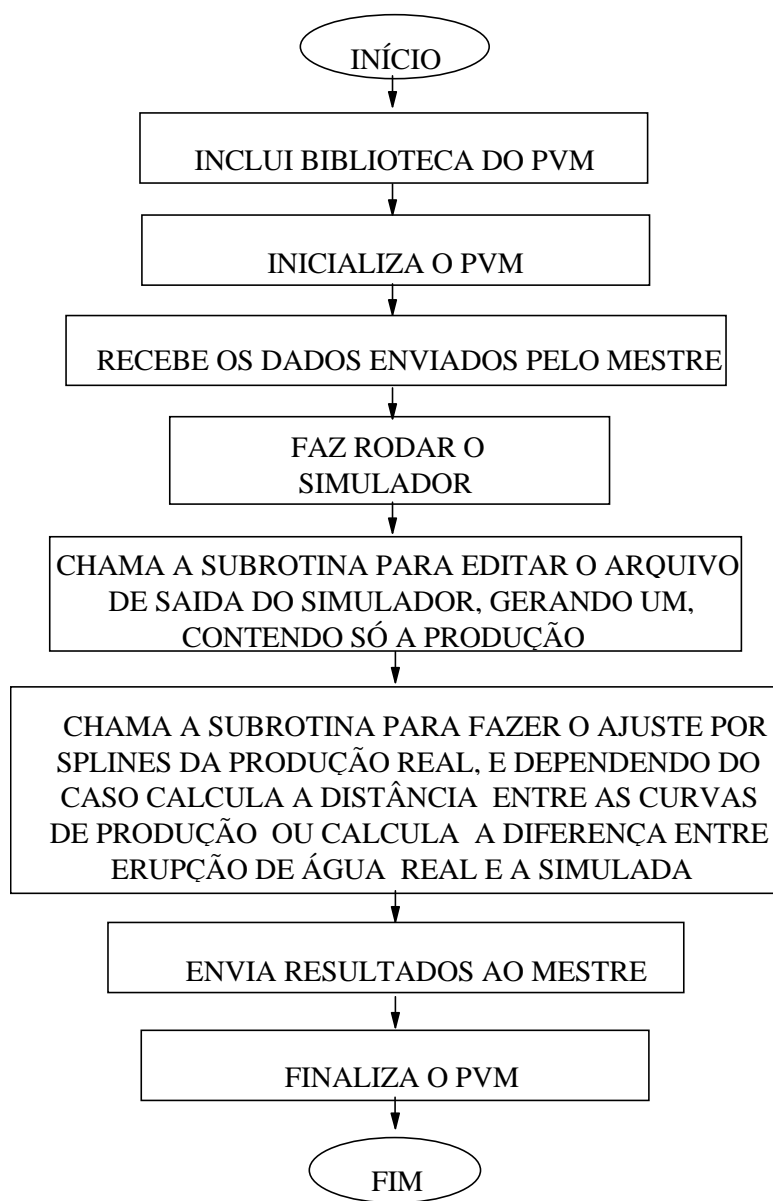 INÍCIO
INCLUI BIBLIOTECA DO PVM
INICIALIZA O PVM
RECEBE OS DADOS ENVIADOS PELO MESTRE
FAZ RODAR O
SIMULADOR
CHAMA A SUBROTINA PARA EDITAR O ARQUIVO
DE SAIDA DO SIMULADOR, GERANDO UM,
CONTENDO SÓ A PRODUÇÃO
CHAMA A SUBROTINA PARA FAZER O AJUSTE POR
SPLINES DA PRODUÇÃO REAL, E DEPENDENDO DO
CASO CALCULA A DISTÂNCIA ENTRE AS CURVAS
DE PRODUÇÃO OU CALCULA A DIFERENÇA ENTRE
ERUPÇÃO DE ÁGUA REAL E A SIMULADA
ENVIA RESULTADOS AO MESTRE
FINALIZA O PVM
FIM